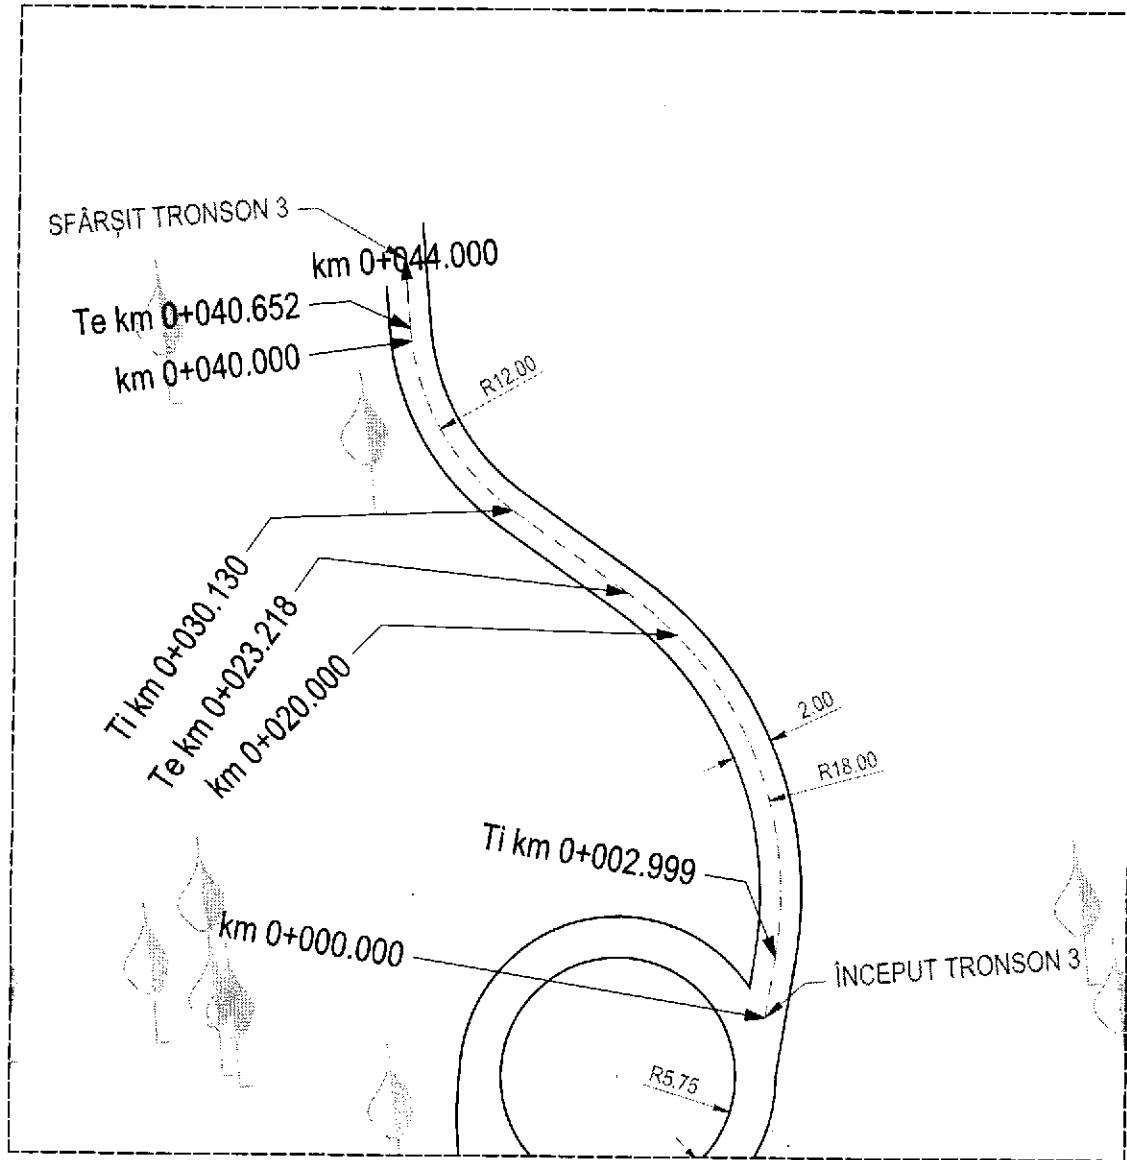 SFÂRȘIT TRONSON 3
km 0+044.000
Te km 0+040.652
km 0+040.000
R12.00
Ti km 0+030.130
Te km 0+023.218
km 0+020.000
2.00
R18.00
Ti km 0+002.999
km 0+000.000
ÎNCEPUT TRONSON 3
R5.75